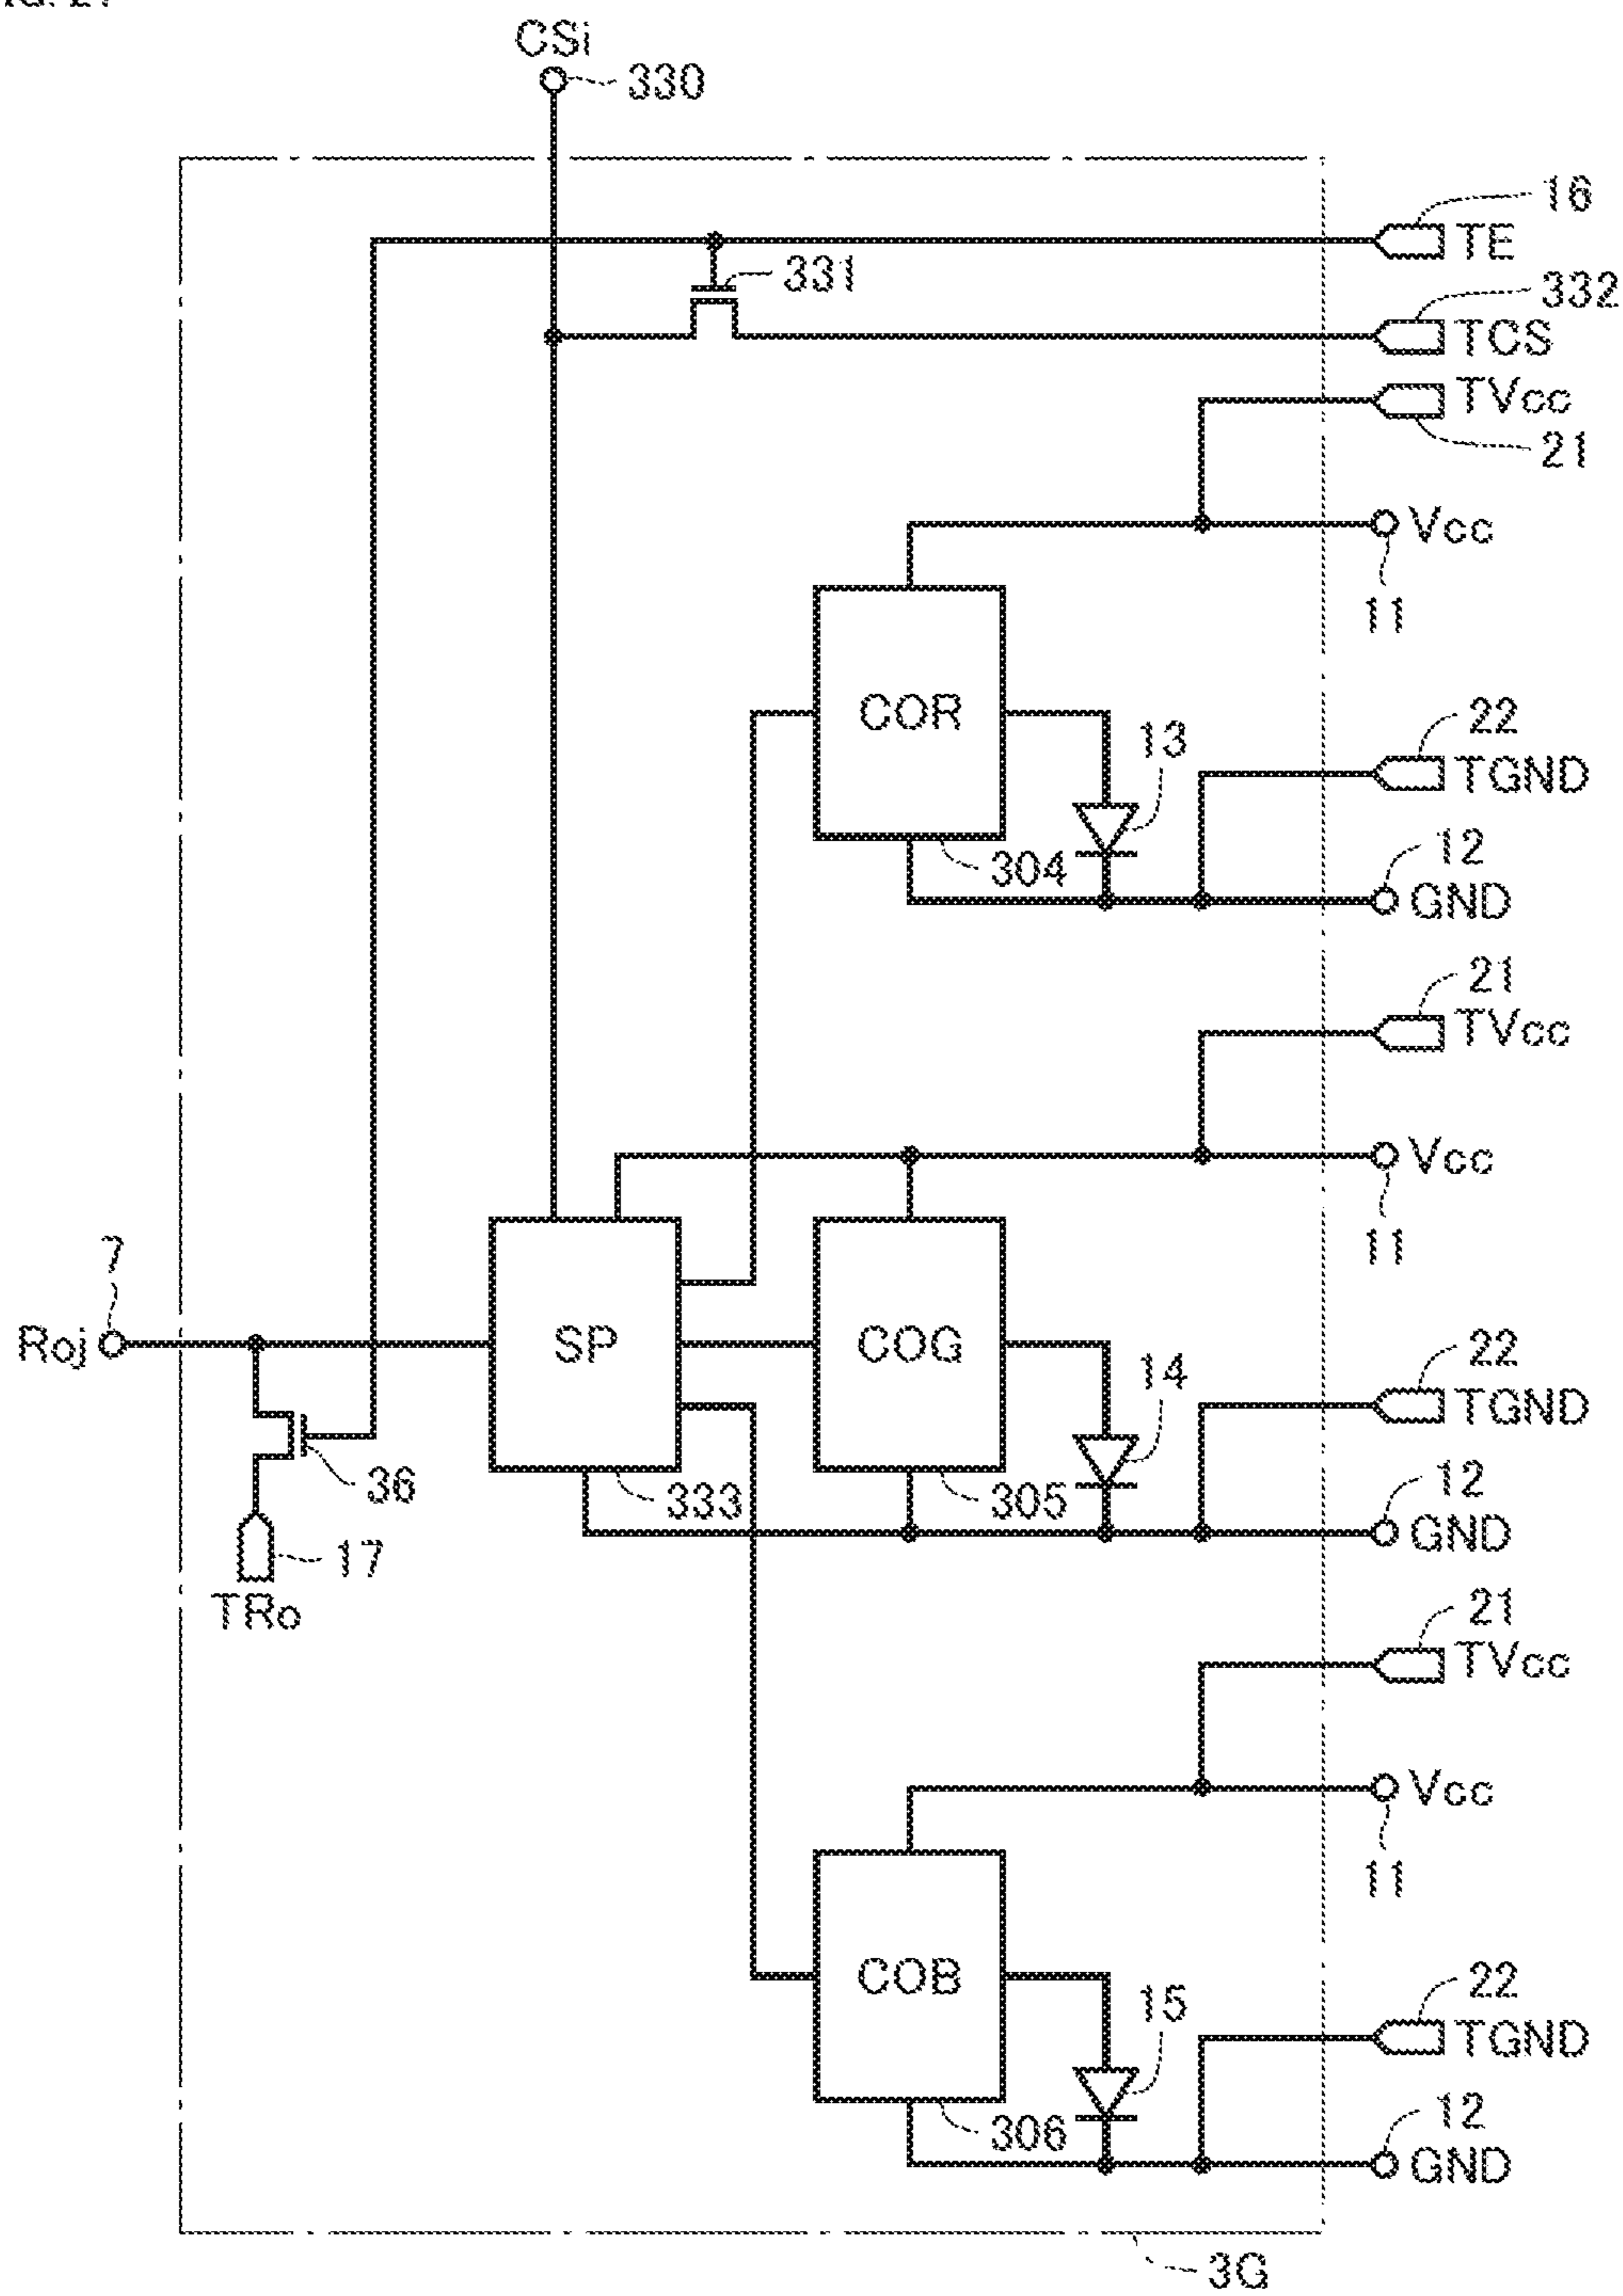 CSi
330
16
TE
331
332
TCS
TVcc
21
Vcc
11
COR
13
22
TGND
304
12
GND
21
TVcc
Vcc
11
7
Roj
SP
COG
14
22
TGND
36
333
305
12
GND
17
TRo
21
TVcc
Vcc
11
COB
15
22
TGND
306
12
GND
3G